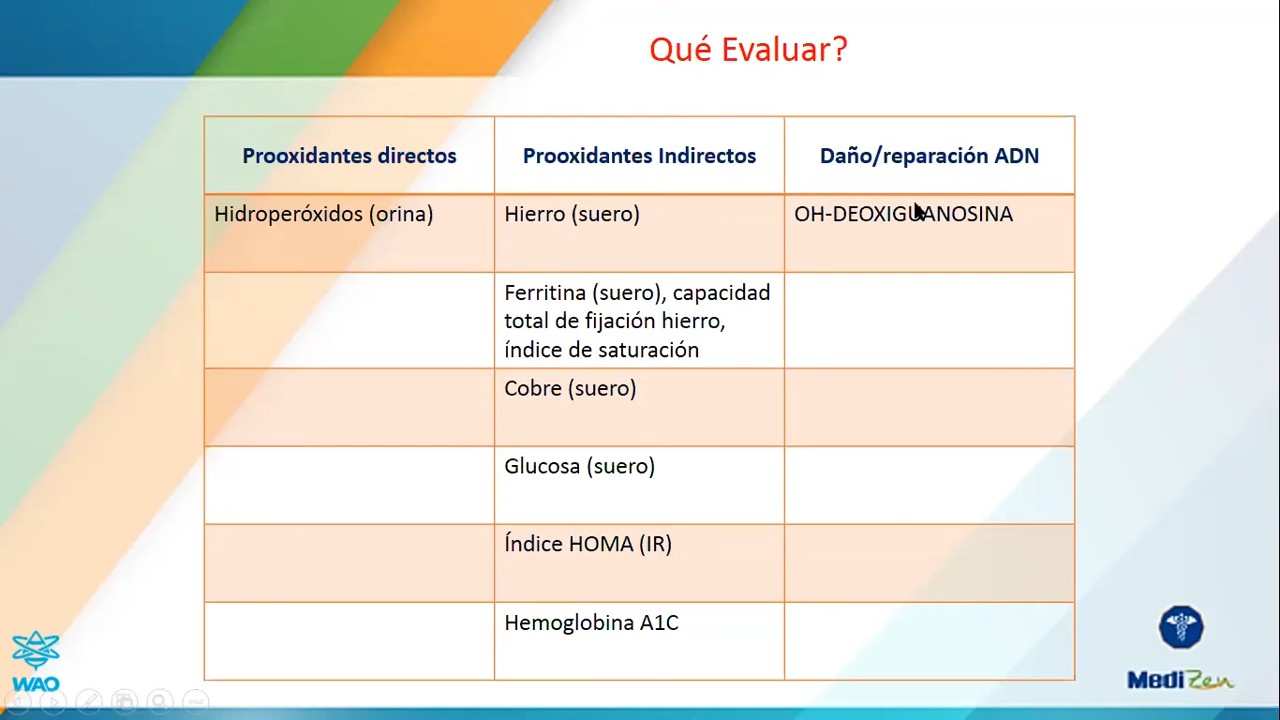 Qué Evaluar?
Prooxidantes directos
Prooxidantes Indirectos
Daño/reparación ADN
Hidroperóxidos (orina)
Hierro (suero)
OH-DEOXIGUANOSINA
Ferritina (suero), capacidad
total de fijación hierro,
índice de saturación
Cobre (suero)
Glucosa (suero)
Índice HOMA (IR)
Hemoglobina A1C
WAO
MediZen